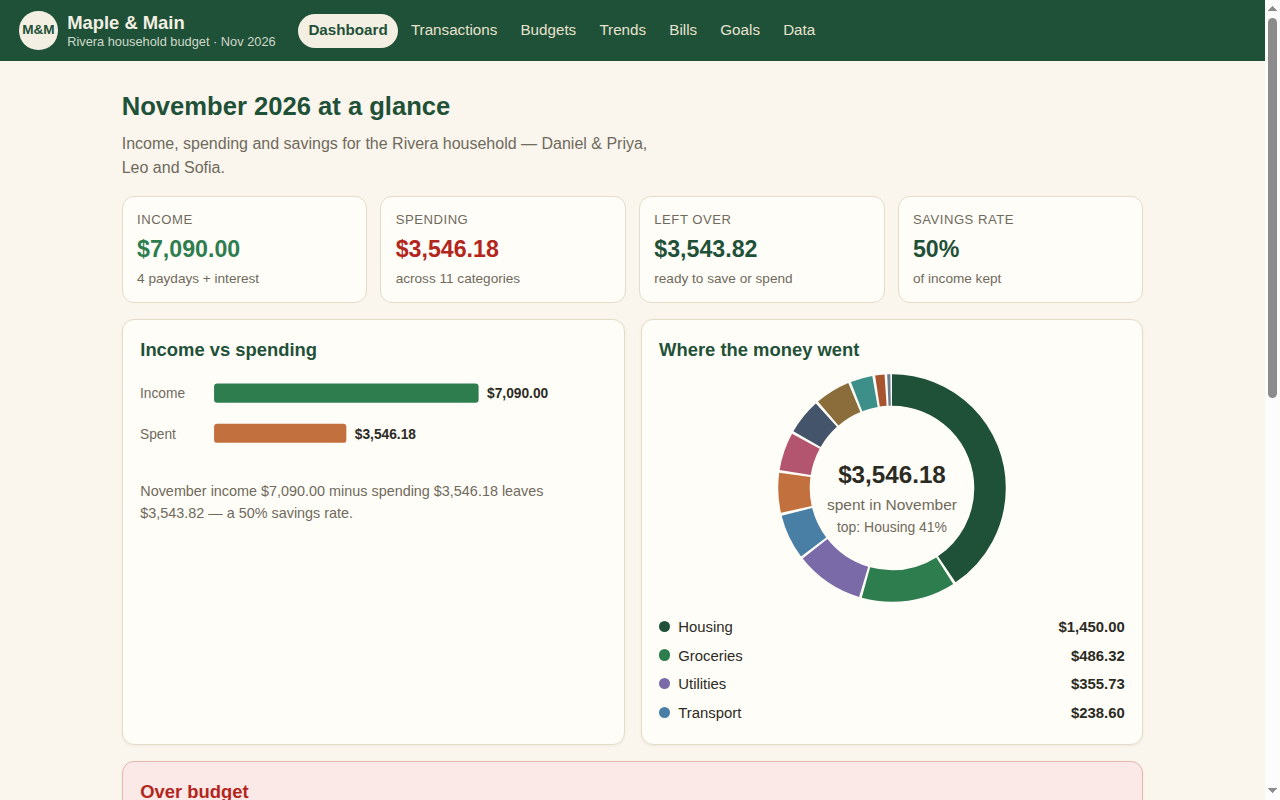 M&M
Maple & Main
Rivera household budget · Nov 2026
Dashboard
Transactions
Budgets
Trends
Bills
Goals
Data
November 2026 at a glance
Income, spending and savings for the Rivera household — Daniel & Priya,
Leo and Sofia.
INCOME
$7,090.00
4 paydays + interest
SPENDING
$3,546.18
across 11 categories
LEFT OVER
$3,543.82
ready to save or spend
SAVINGS RATE
50%
of income kept
Income vs spending
Income $7,090.00
Spent $3,546.18
November income $7,090.00 minus spending $3,546.18 leaves
$3,543.82 — a 50% savings rate.
Where the money went
$3,546.18
spent in November
top: Housing 41%
Housing $1,450.00
Groceries $486.32
Utilities $355.73
Transport $238.60
Over budget